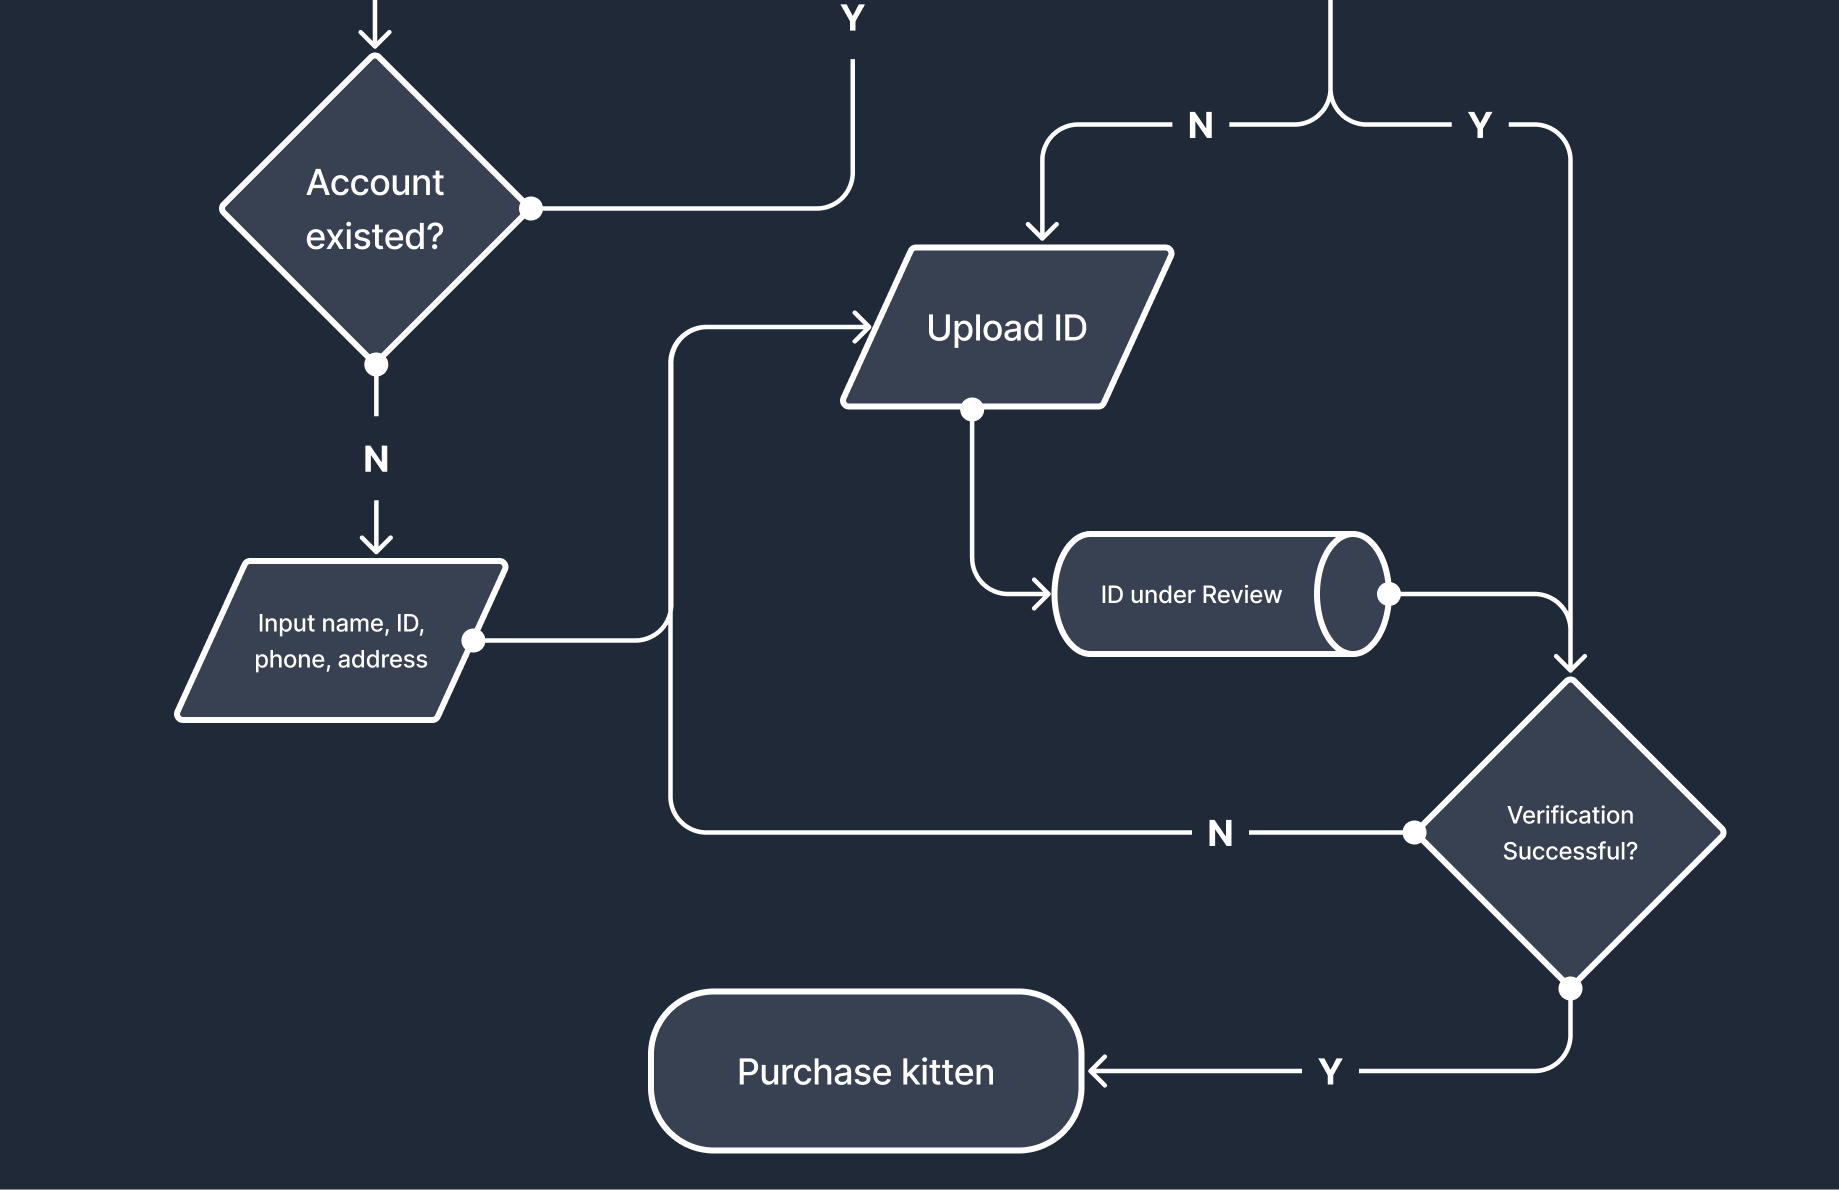 Y
N
Y
Account
existed?
Upload ID
N
ID under Review
Input name, ID,
phone, address
Verification
Successful?
N
Purchase kitten
Y